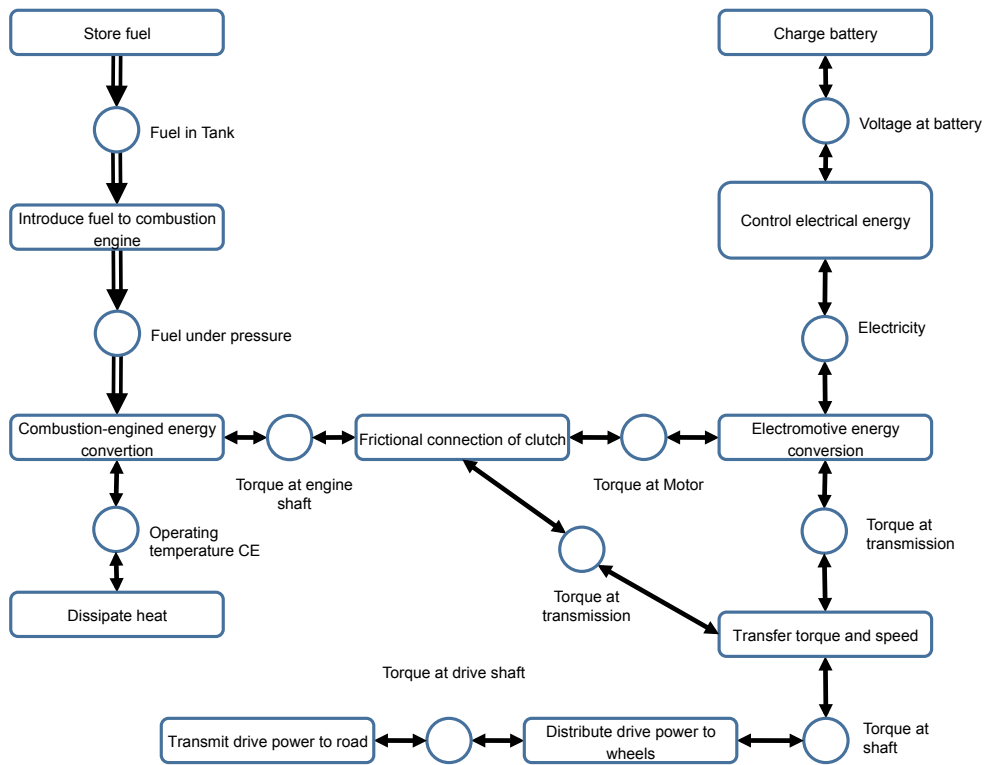 Store fuel
Charge battery
Fuel in Tank
Voltage at battery
Introduce fuel to combustion
engine
Control electrical energy
Fuel under pressure
Electricity
Combustion-engined energy
convertion
Frictional connection of clutch
Electromotive energy
conversion
Torque at engine
shaft
Torque at Motor
Operating
temperature CE
Torque at
transmission
Torque at
transmission
Dissipate heat
Transfer torque and speed
Torque at drive shaft
Transmit drive power to road
Distribute drive power to
wheels
Torque at
shaft